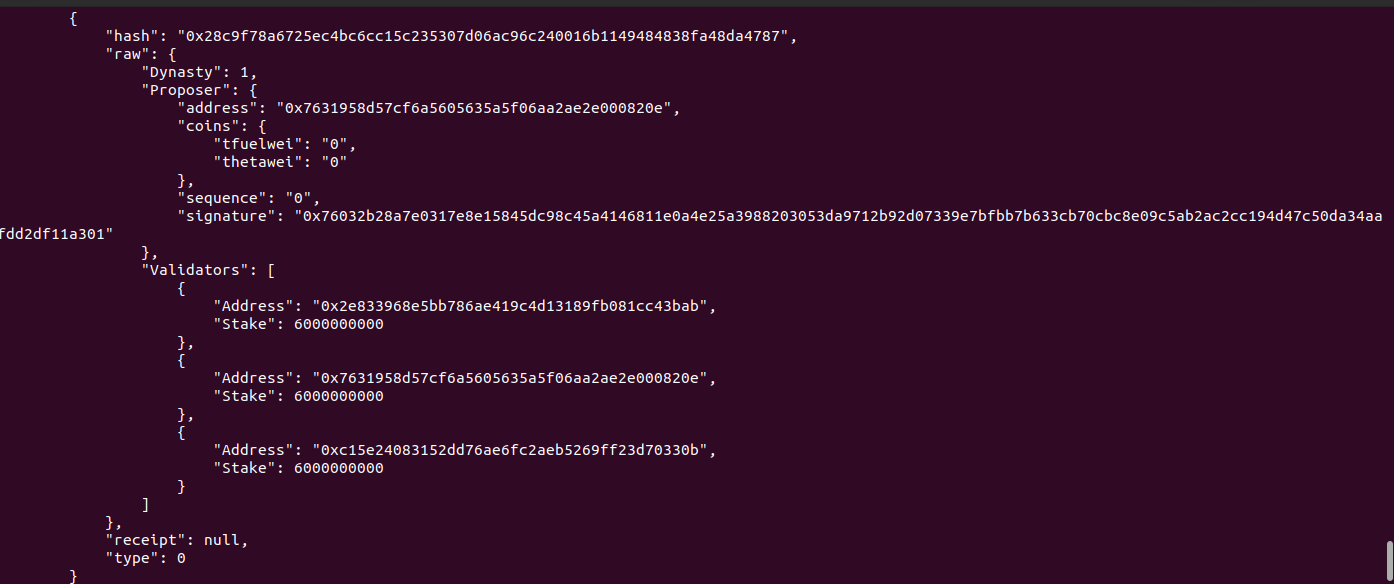 {
"hash": "0x28c9f78a6725ec4bc6cc15c235307d06ac96c240016b1149484838fa48da4787",
"raw": {
"Dynasty": 1,
"Proposer": {
"address": "0x7631958d57cf6a5605635a5f06aa2ae2e000820e",
"coins": {
"tfuelwei": "0",
"thetawei": "0"
},
"sequence": "0",
"signature": "0x76032b28a7e0317e8e15845dc98c45a4146811e0a4e25a3988203053da9712b92d07339e7bfbb7b633cb70cbc8e09c5ab2ac2cc194d47c50da34aa
fdd2df11a301"
},
"Validators": [
{
"Address": "0x2e833968e5bb786ae419c4d13189fb081cc43bab",
"Stake": 6000000000
},
{
"Address": "0x7631958d57cf6a5605635a5f06aa2ae2e000820e",
"Stake": 6000000000
},
{
"Address": "0xc15e24083152dd76ae6fc2aeb5269ff23d70330b",
"Stake": 6000000000
}
]
},
"receipt": null,
"type": 0
}